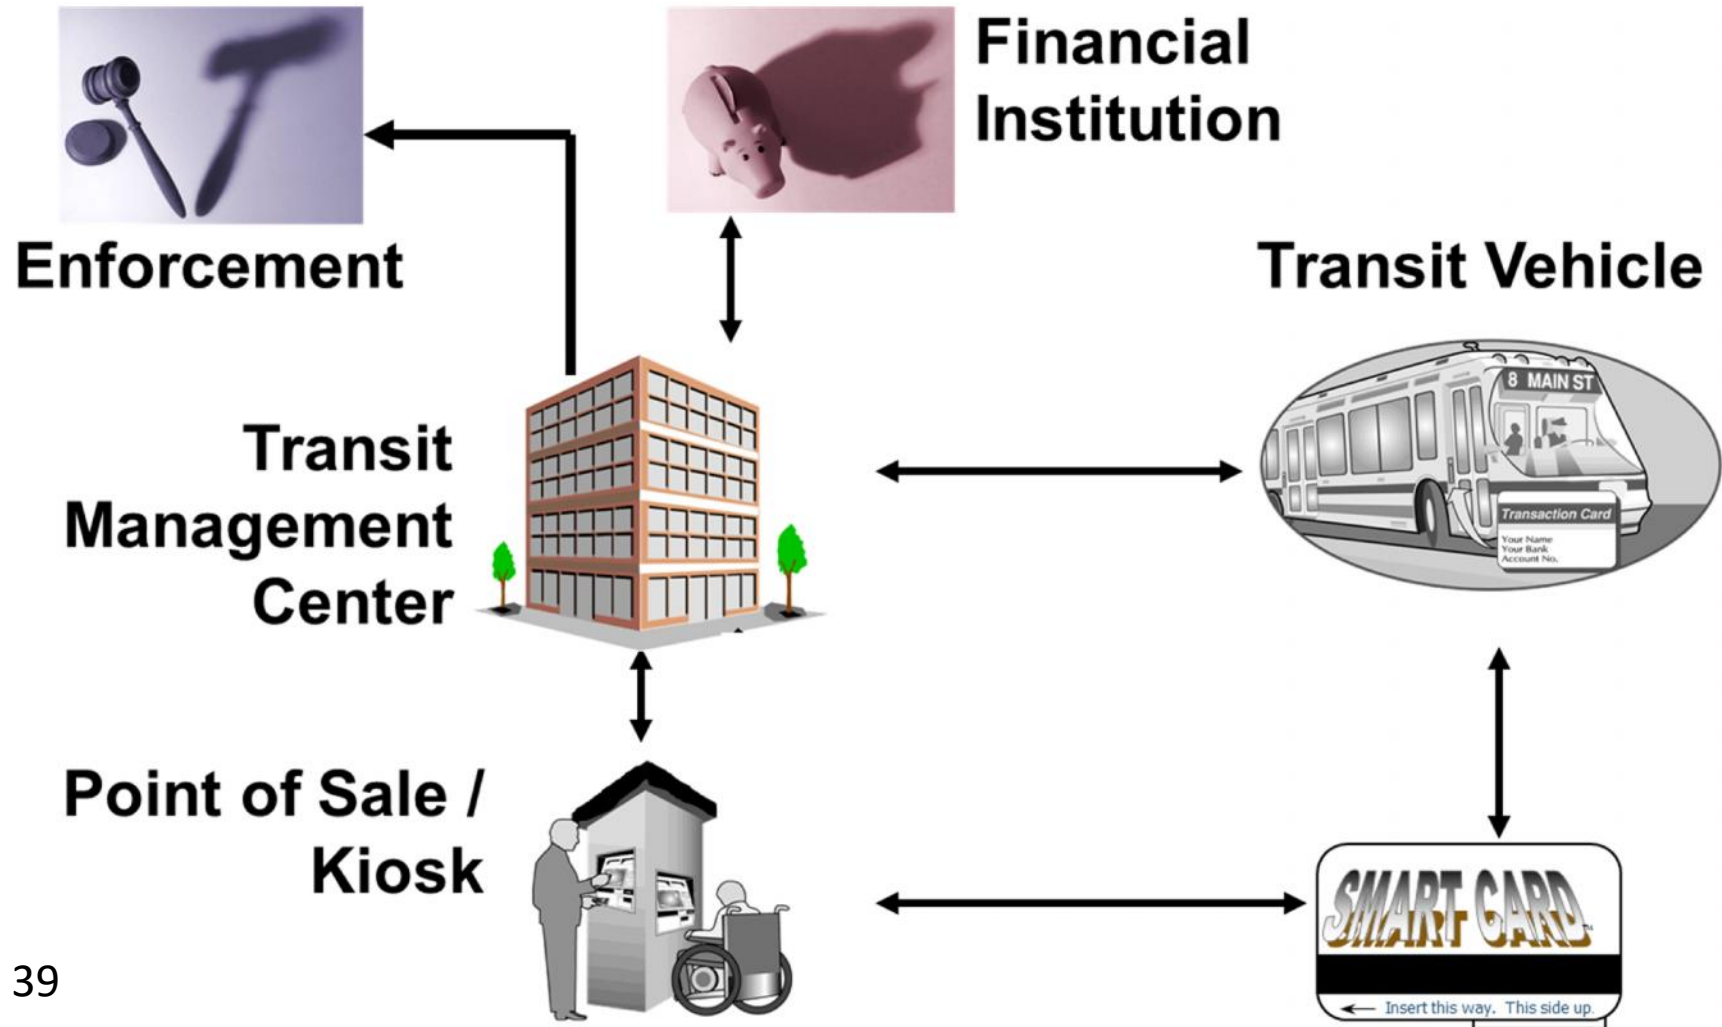 Financial
Institution
Enforcement
Transit Vehicle
8 MAIN ST
Transit
Management
Center
Transaction Card
Your Name
Your Bank
Account No.
Point of Sale /
Kiosk
SMART CARD™
← Insert this way. This side up.
39